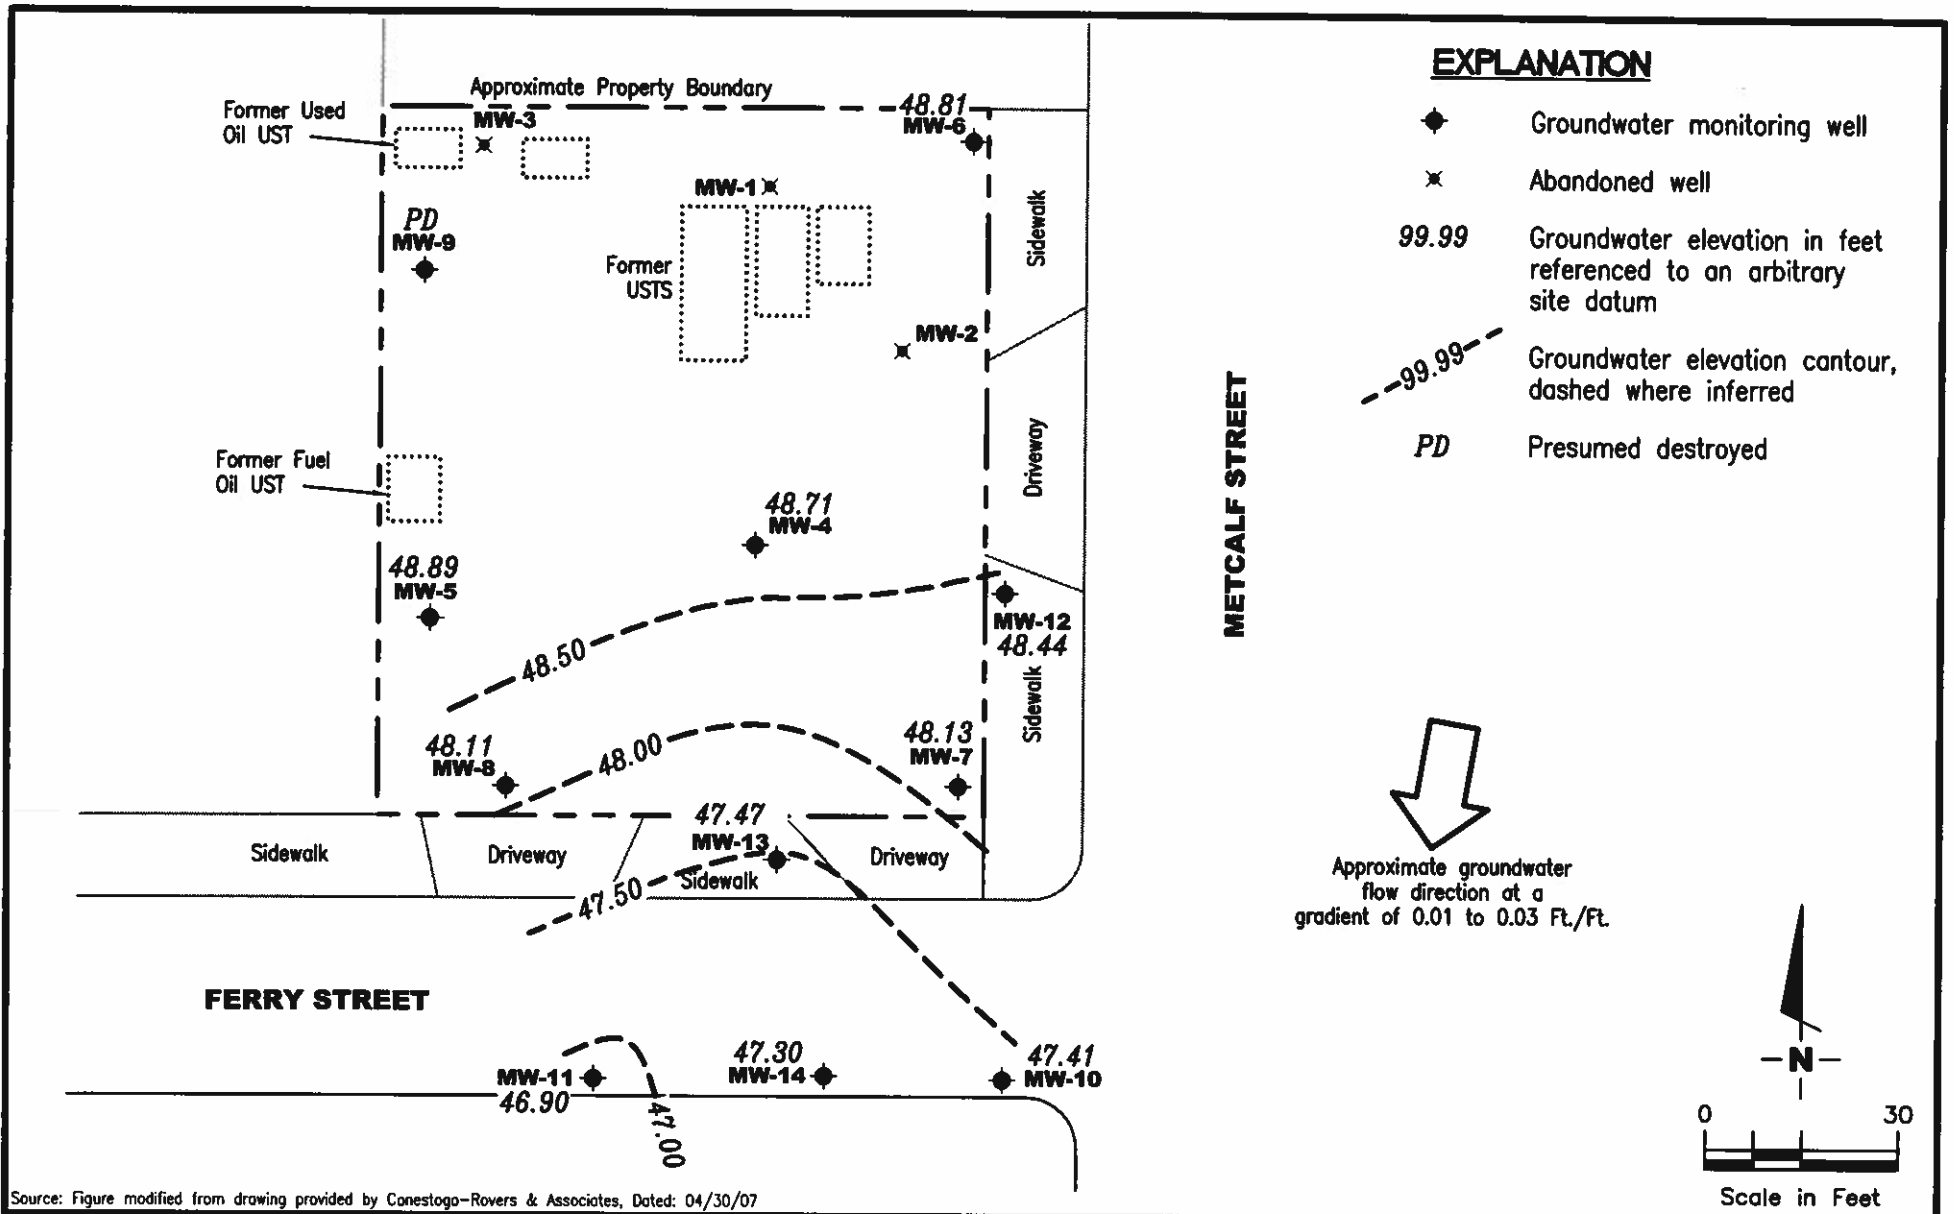 Approximate Property Boundary
Former Used
Oil UST
MW-3
48.81
MW-6
MW-1
PD
MW-9
Former
USTS
MW-2
Former Fuel
Oil UST
48.71
MW-4
48.89
MW-5
48.50
MW-12
48.44
48.11
MW-8
48.00
48.13
MW-7
47.47
MW-13
Sidewalk
Driveway
Sidewalk
Driveway
47.50
Sidewalk
Driveway
Sidewalk
METCALF STREET
FERRY STREET
MW-11
46.90
47.00
47.30
MW-14
47.41
MW-10
EXPLANATION
Groundwater monitoring well
Abandoned well
99.99
Groundwater elevation in feet
referenced to an arbitrary
site datum
99.99
Groundwater elevation cantour,
dashed where inferred
PD
Presumed destroyed
Approximate groundwater
flow direction at a
gradient of 0.01 to 0.03 Ft./Ft.
N
0 30
Scale in Feet
Source: Figure modified from drawing provided by Conestogo-Rovers & Associates, Dated: 04/30/07